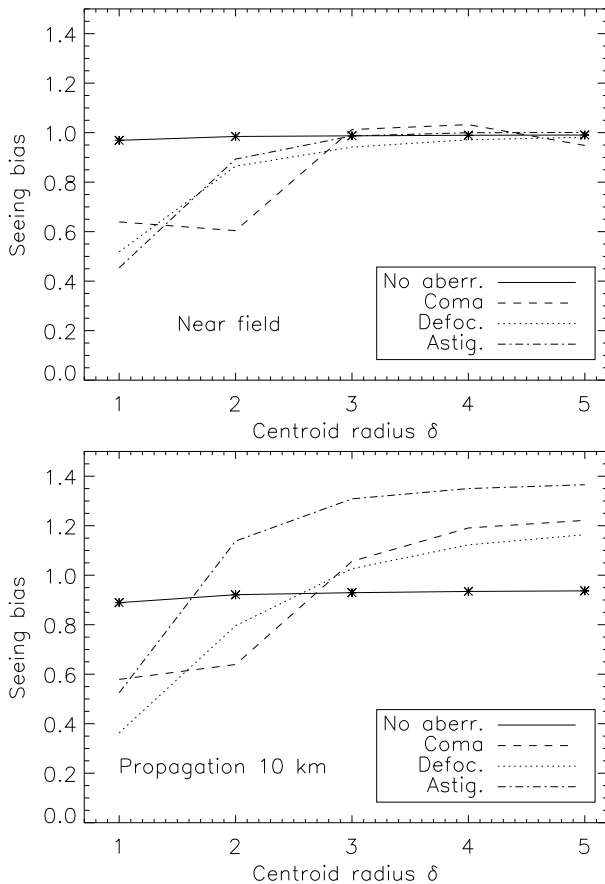 1.4
1.2
1.0
0.8
0.6
0.4
0.2
0.0
Seeing bias
Near field
No aberr.
Coma
Defoc.
Astig.
1 2 3 4 5
Centroid radius δ
1.4
1.2
1.0
0.8
0.6
0.4
0.2
0.0
Seeing bias
Propagation 10 km
No aberr.
Coma
Defoc.
Astig.
1 2 3 4 5
Centroid radius δ